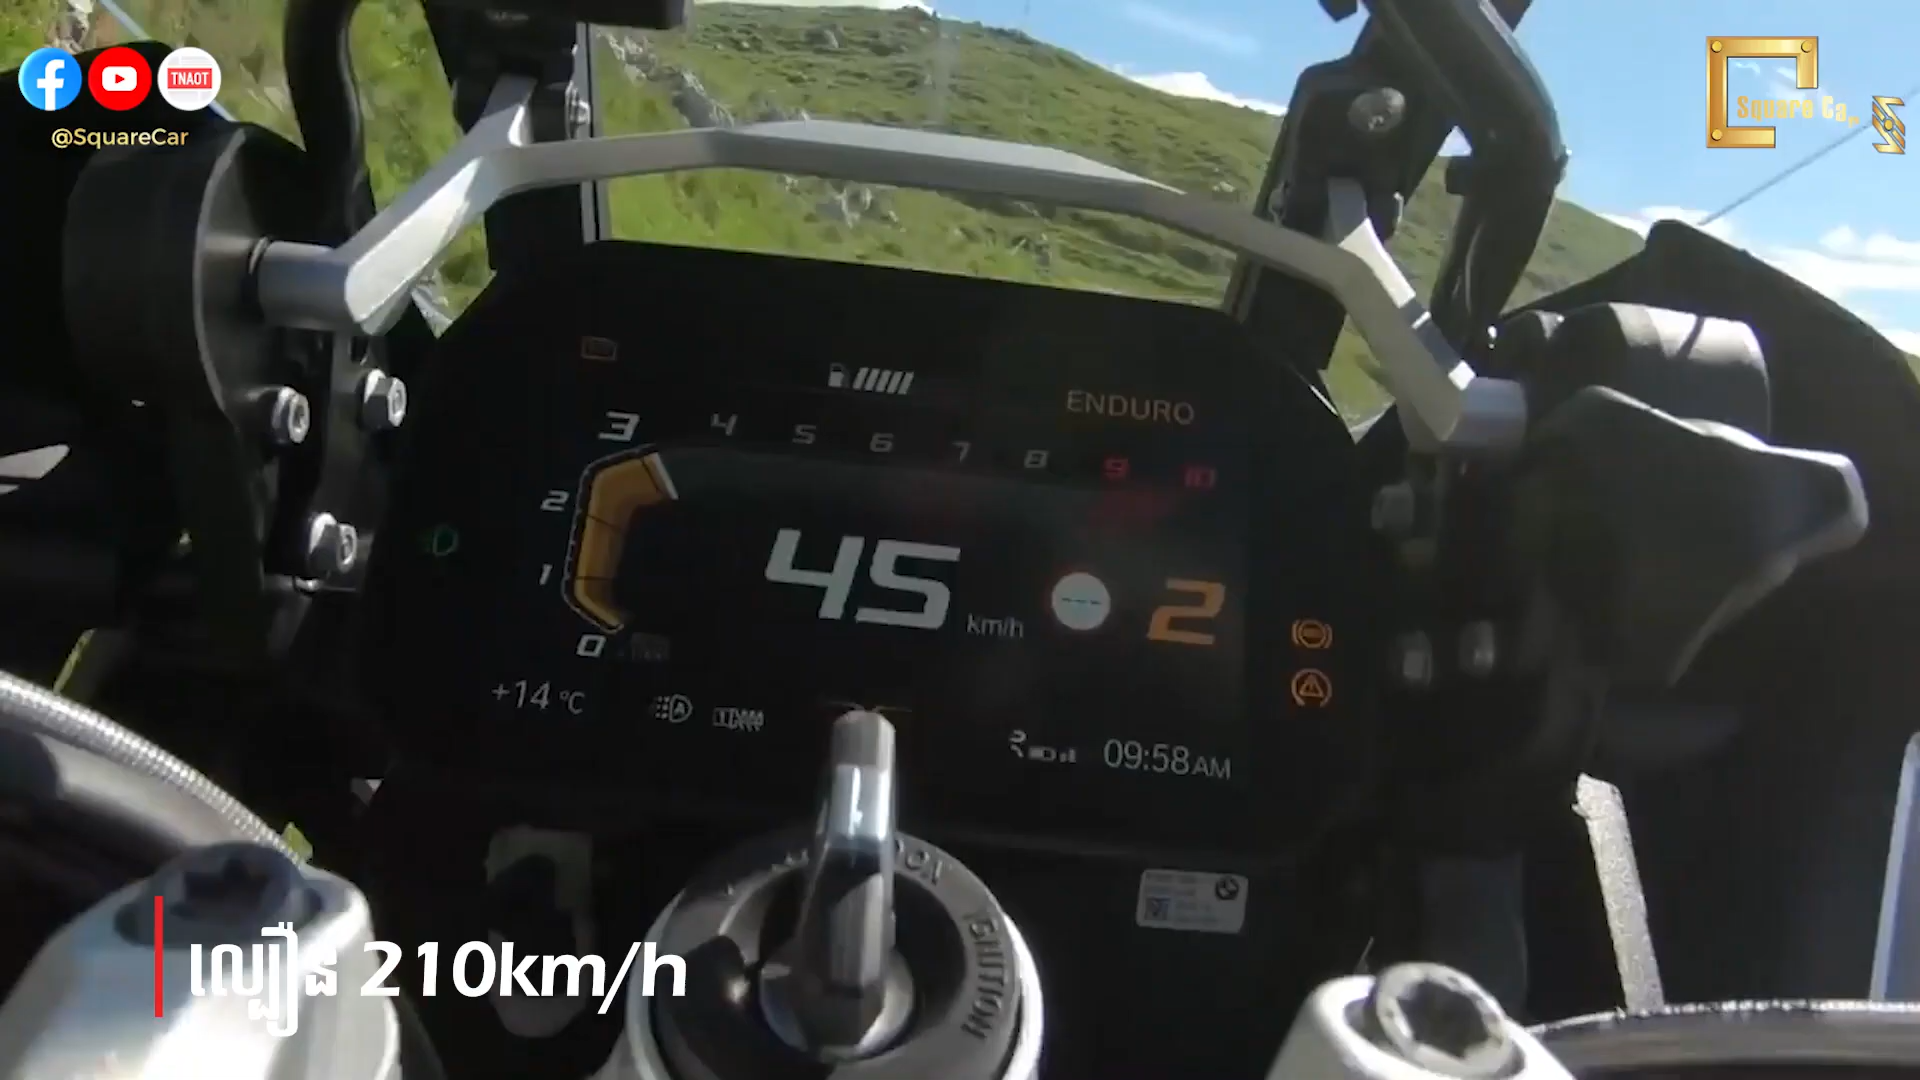 TNAOT
@SquareCar
Square Ca
ENDURO
3 4 5 6 7 8 9 10
2
1
0
45 km/h
2
+14 °C
A
09:58AM
IGNITION
ល្បឿន 210km/h